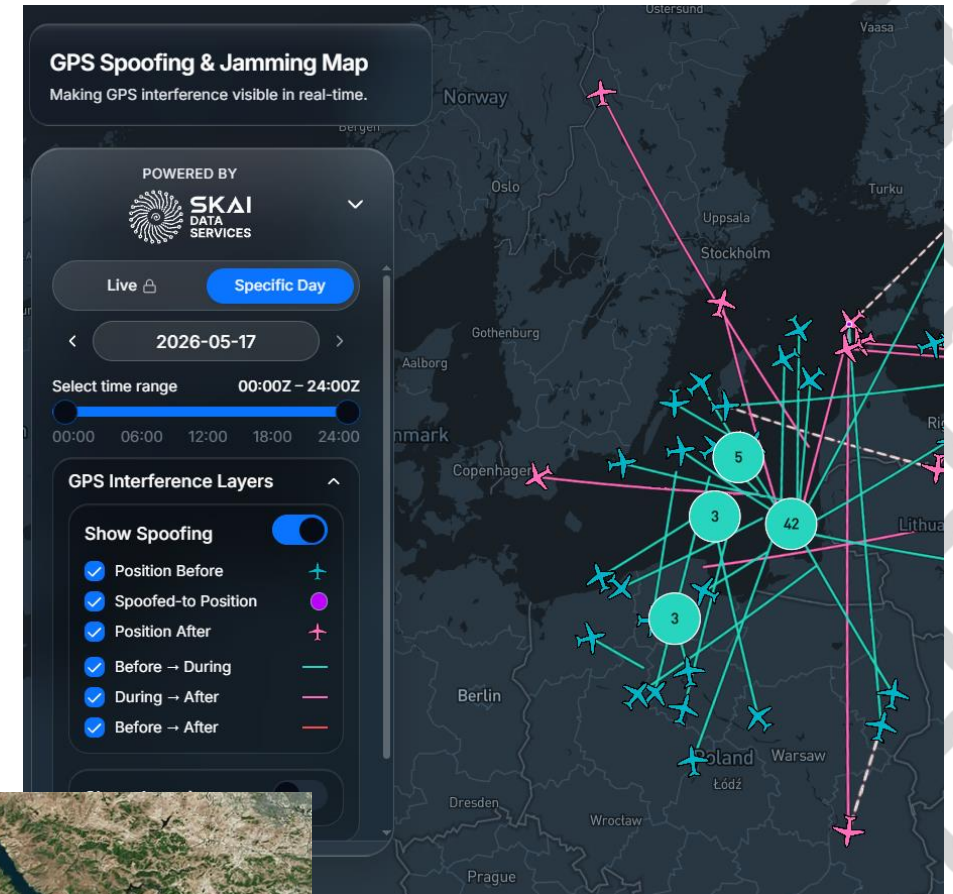 GPS Spoofing & Jamming Map
Making GPS interference visible in real-time.
POWERED BY
SKAI
DATA
SERVICES
Live
Specific Day
2026-05-17
Select time range
00:00Z – 24:00Z
00:00 06:00 12:00 18:00 24:00
GPS Interference Layers
Show Spoofing
Position Before
Spoofed-to Position
Position After
Before → During
During → After
Before → After
Östersund
Vaasa
Norway
Bergen
Oslo
Turku
Uppsala
Stockholm
Gothenburg
Aalborg
nmark
Copenhagen
5
3
42
Lithua
3
Berlin
Poland
Warsaw
Łódź
Dresden
Wrocław
Prague